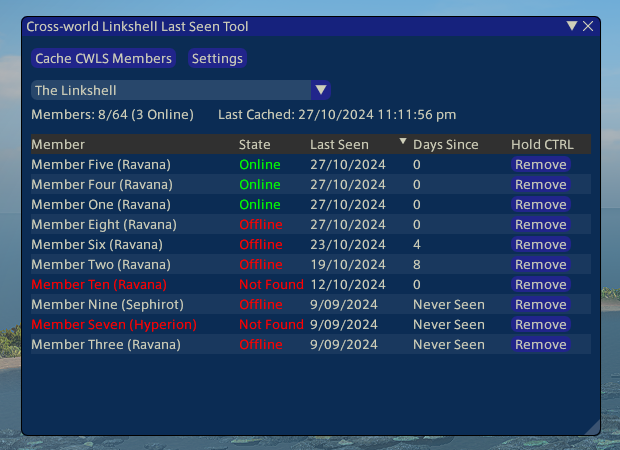 Cross-world Linkshell Last Seen Tool
Cache CWLS Members Settings
The Linkshell
Members: 8/64 (3 Online) Last Cached: 27/10/2024 11:11:56 pm
Member State Last Seen Days Since Hold CTRL
Member Five (Ravana) Online 27/10/2024 0 Remove
Member Four (Ravana) Online 27/10/2024 0 Remove
Member One (Ravana) Online 27/10/2024 0 Remove
Member Eight (Ravana) Offline 27/10/2024 0 Remove
Member Six (Ravana) Offline 23/10/2024 4 Remove
Member Two (Ravana) Offline 19/10/2024 8 Remove
Member Ten (Ravana) Not Found 12/10/2024 0 Remove
Member Nine (Sephirot) Offline 9/09/2024 Never Seen Remove
Member Seven (Hyperion) Not Found 9/09/2024 Never Seen Remove
Member Three (Ravana) Offline 9/09/2024 Never Seen Remove